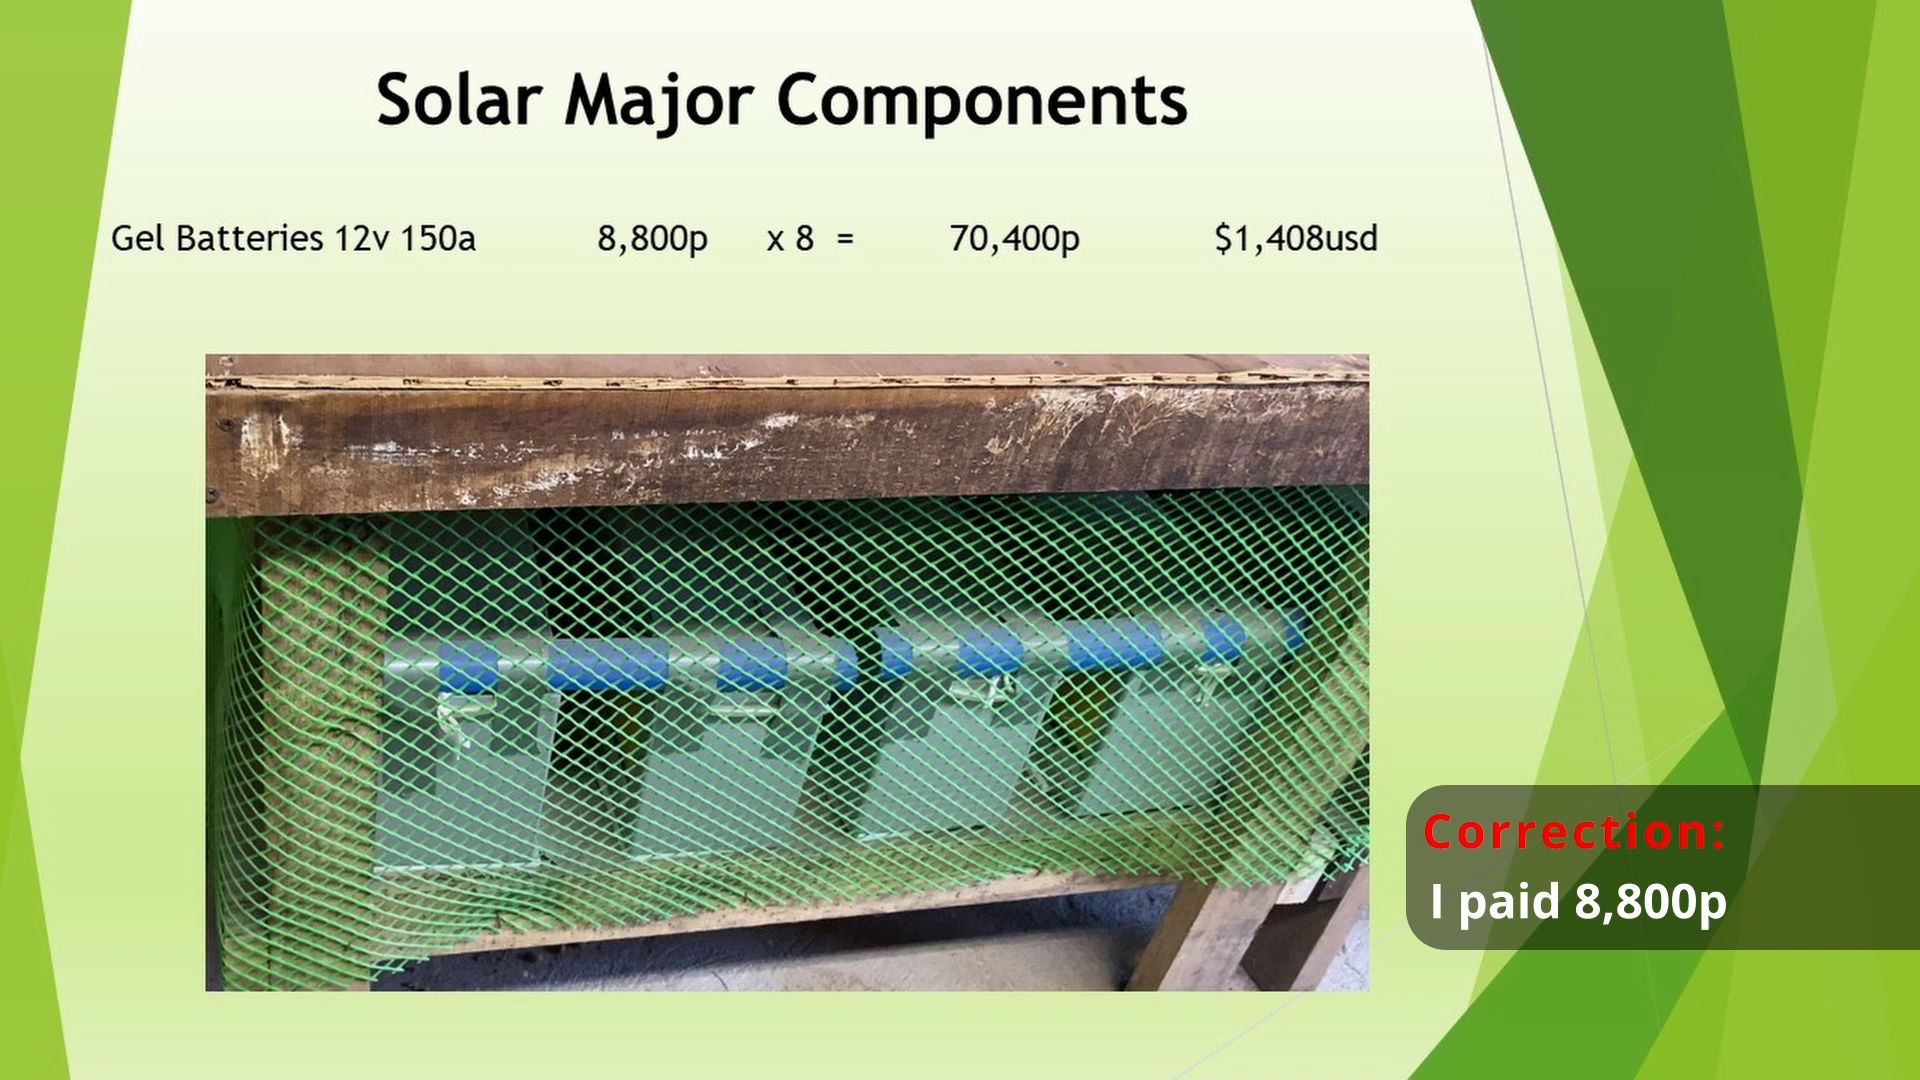 Solar Major Components
Gel Batteries 12v 150a 8,800p x 8 = 70,400p $1,408usd
Correction:
I paid 8,800p